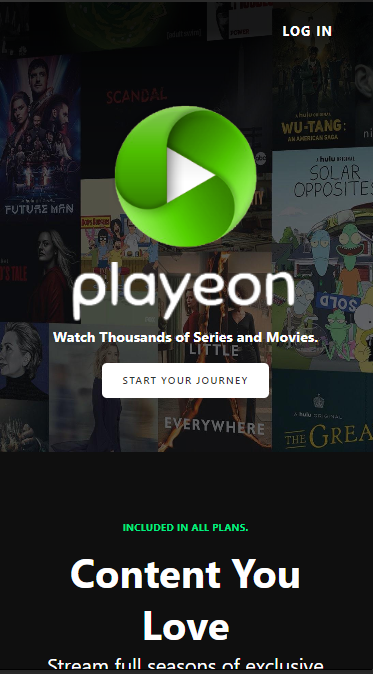 LOG IN
SCANDAL
abc
WU-TANG:
AN AMERICAN SAGA
FUTURE MAN
a hulu original
SOLAR
OPPOSITES
SOLD
playeon
Watch Thousands of Series and Movies.
LITTLE
START YOUR JOURNEY
EVERYWHERE
a hulu ORIGINAL
THE GREA
INCLUDED IN ALL PLANS.
Content You
Love
Stream full seasons of exclusive